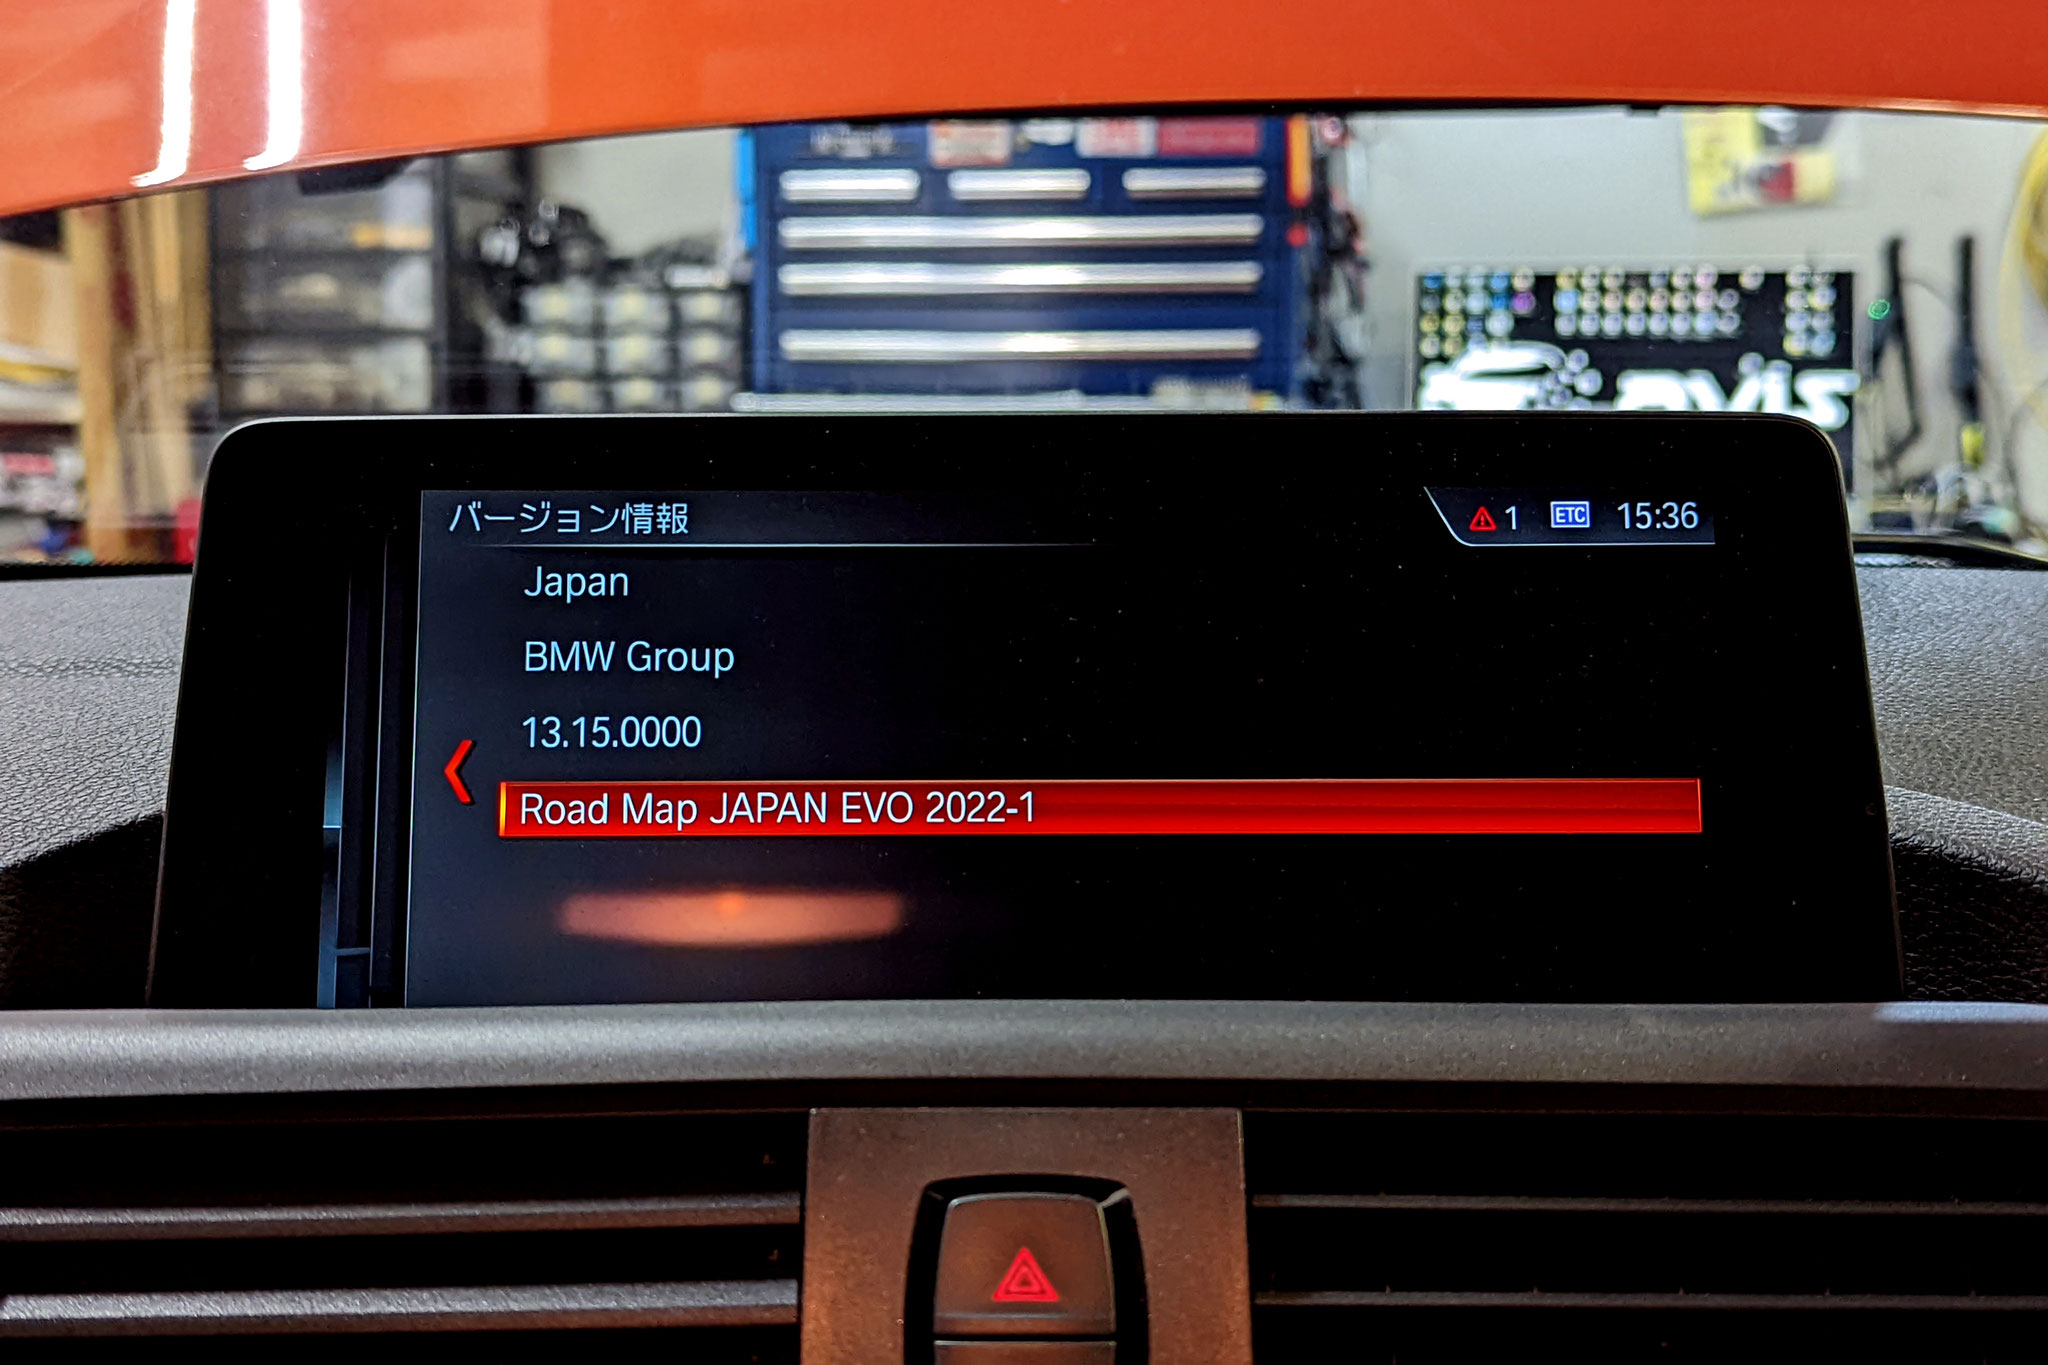 avis
バージョン情報
1 ETC 15:36
Japan
BMW Group
13.15.0000
Road Map JAPAN EVO 2022-1